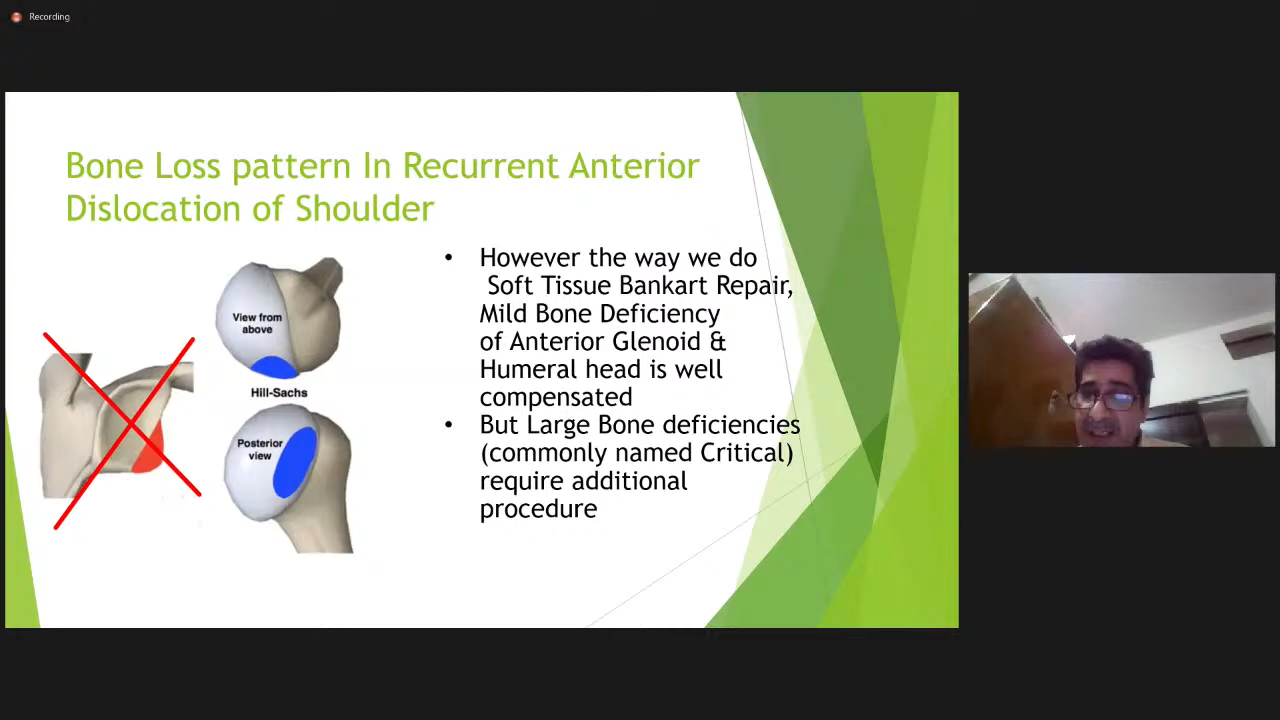 Recording
Bone Loss pattern In Recurrent Anterior
Dislocation of Shoulder
View from
above
Hill-Sachs
Posterior
view
• However the way we do
Soft Tissue Bankart Repair,
Mild Bone Deficiency
of Anterior Glenoid &
Humeral head is well
compensated
• But Large Bone deficiencies
(commonly named Critical)
require additional
procedure